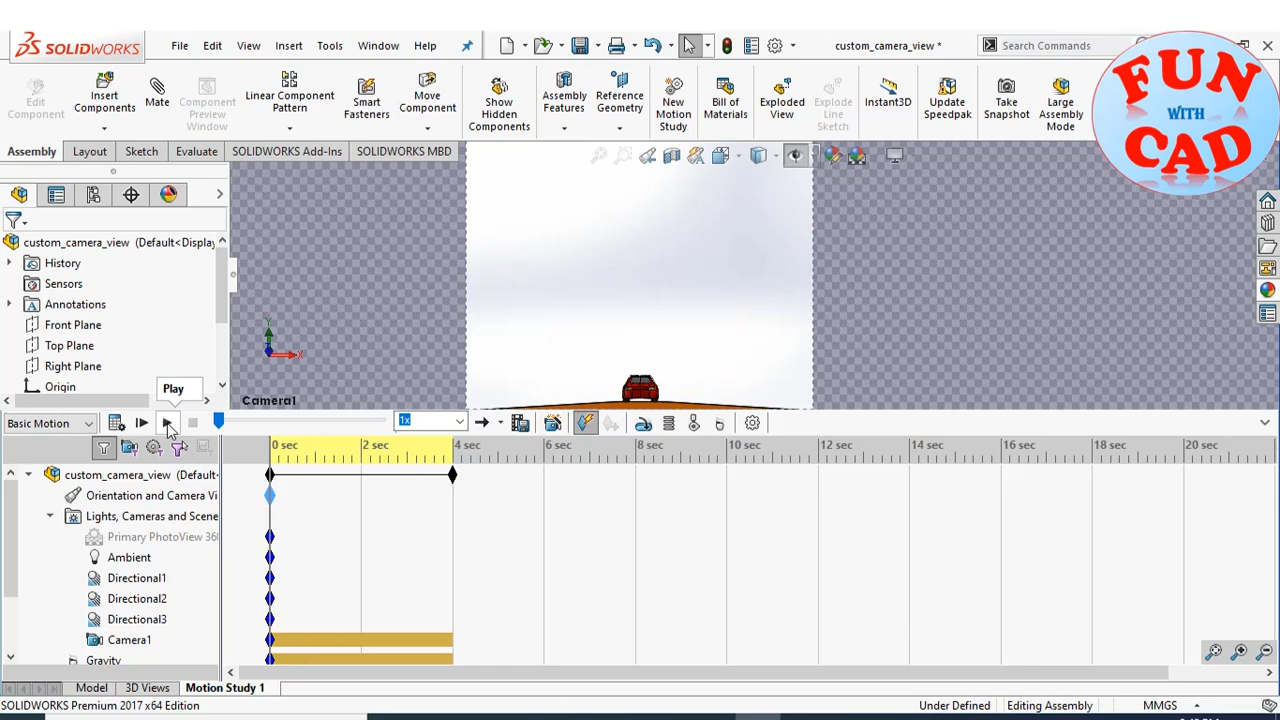 SOLIDWORKS File Edit View Insert Tools Window Help custom_camera_view * Search Commands
FUN
WITH
CAD
Edit Component
Insert Components
Mate
Component Preview Window
Linear Component Pattern
Smart Fasteners
Move Component
Show Hidden Components
Assembly Features
Reference Geometry
New Motion Study
Bill of Materials
Exploded View
Explode Line Sketch
Instant3D
Update Speedpak
Take Snapshot
Large Assembly Mode
Assembly Layout Sketch Evaluate SOLIDWORKS Add-Ins SOLIDWORKS MBD
custom_camera_view (Default<Display
History
Sensors
Annotations
Front Plane
Top Plane
Right Plane
Origin
Play
Y
X
Camera1
Basic Motion 1x
0 sec 2 sec 4 sec 6 sec 8 sec 10 sec 12 sec 14 sec 16 sec 18 sec 20 sec
custom_camera_view (Default
Orientation and Camera Vi
Lights, Cameras and Scene
Primary PhotoView 360
Ambient
Directional1
Directional2
Directional3
Camera1
Gravity
Model 3D Views Motion Study 1
SOLIDWORKS Premium 2017 x64 Edition Under Defined Editing Assembly MMGS